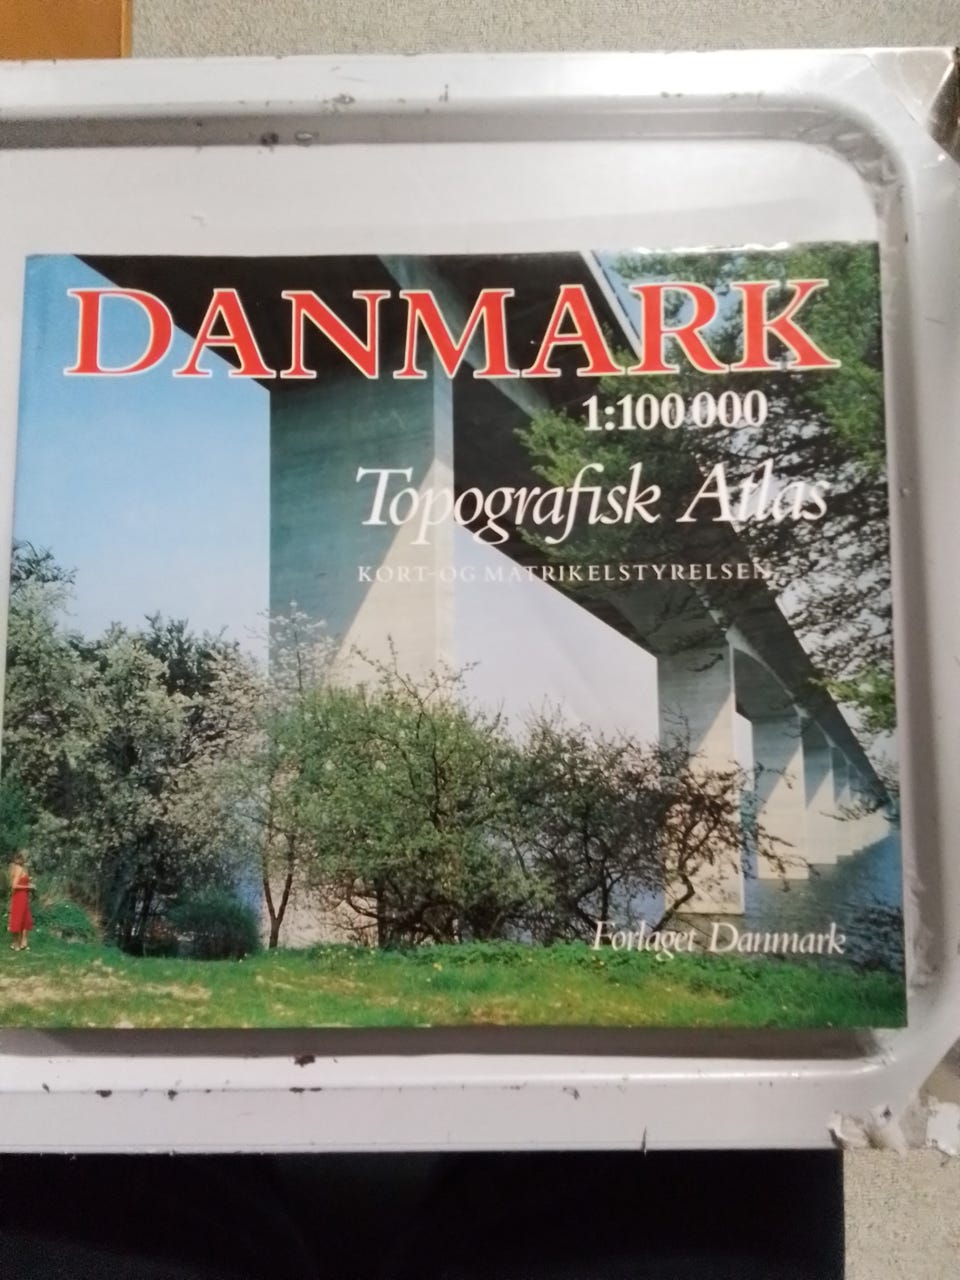 DANMARK
1:100 000
Topografisk Atlas
KORT- OG MATRIKELSTYRELSEN
Forlaget Danmark